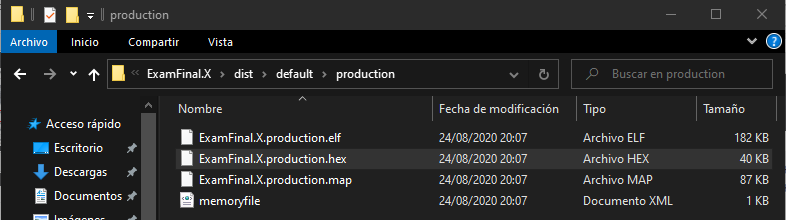 production
Archivo Inicio Compartir Vista
ExamFinal.X dist default production Buscar en production
Nombre Fecha de modificación Tipo Tamaño
Acceso rápido
Escritorio
Descargas
Documentos
Imágenes
ExamFinal.X.production.elf 24/08/2020 20:07 Archivo ELF 182 KB
ExamFinal.X.production.hex 24/08/2020 20:07 Archivo HEX 40 KB
ExamFinal.X.production.map 24/08/2020 20:07 Archivo MAP 87 KB
memoryfile 24/08/2020 20:07 Documento XML 1 KB